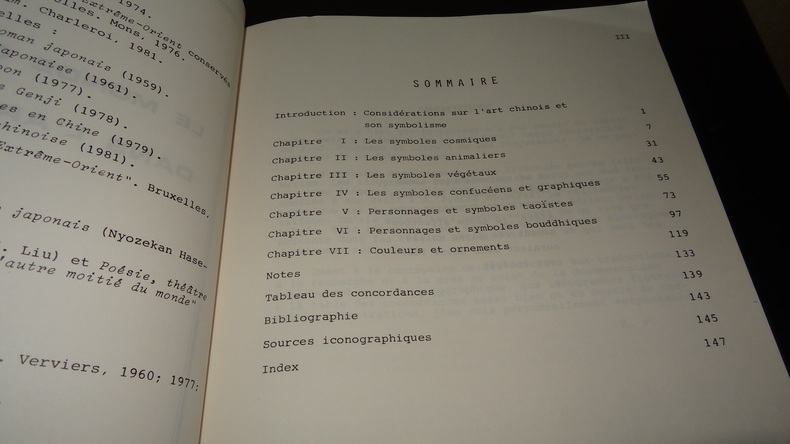 1974.
Extrême-Orient conservés
elles. Mons, 1976.
Charleroi, 1981.
elles :
oman japonais (1959).
japonaise (1961).
on (1977).
Genji (1978).
es en Chine (1979).
hinoise (1981).
Extrême-Orient". Bruxelles.
japonais (Nyozekan Hase-
. Liu) et Poésie, théâtre
'autre moitié du monde"
. Verviers, 1960; 1977;
III
SOMMAIRE
Introduction : Considérations sur l'art chinois et
son symbolisme 1
Chapitre I : Les symboles cosmiques 7
Chapitre II : Les symboles animaliers 31
Chapitre III : Les symboles végétaux 43
Chapitre IV : Les symboles confucéens et graphiques 55
Chapitre V : Personnages et symboles taoïstes 73
Chapitre VI : Personnages et symboles bouddhiques 97
Chapitre VII : Couleurs et ornements 119
Notes 133
Tableau des concordances 139
Bibliographie 143
Sources iconographiques 145
Index 147